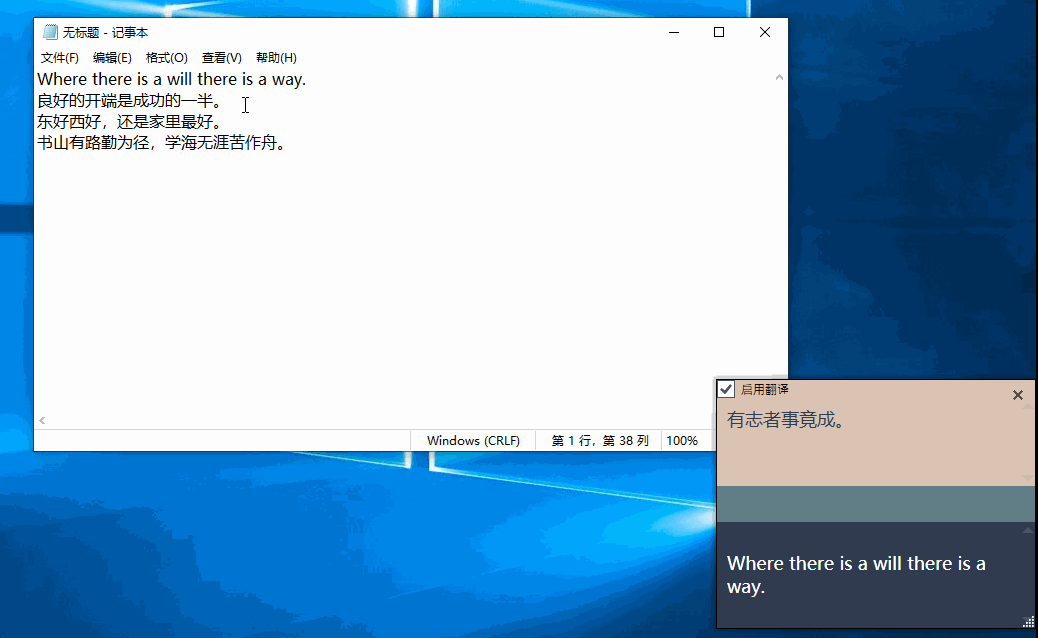 无标题 - 记事本
文件(F) 编辑(E) 格式(O) 查看(V) 帮助(H)
Where there is a will there is a way.
良好的开端是成功的一半。
东好西好，还是家里最好。
书山有路勤为径，学海无涯苦作舟。
Windows (CRLF) 第 1 行，第 38 列 100%
启用翻译
有志者事竟成。
Where there is a will there is a
way.